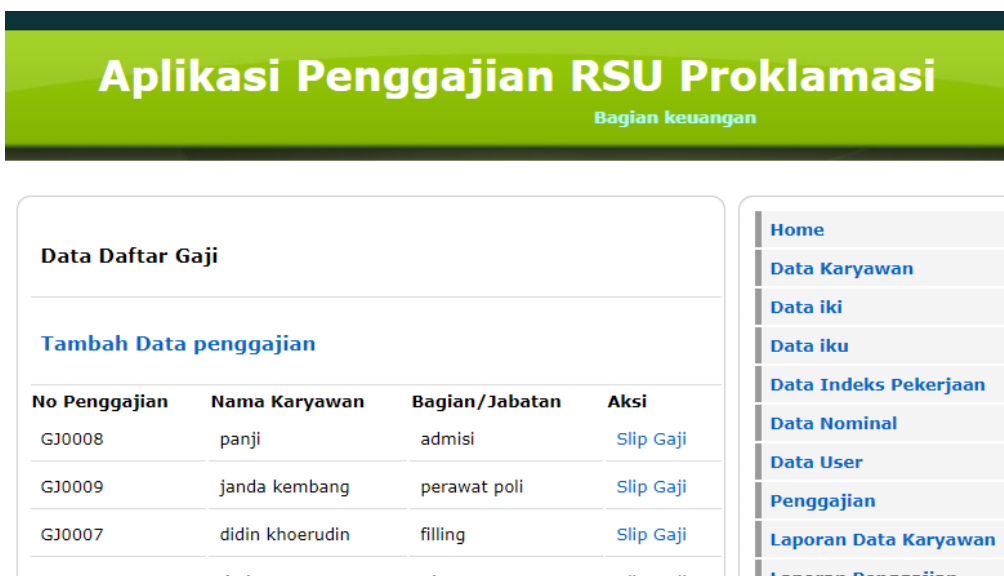 Aplikasi Penggajian RSU Proklamasi
Bagian keuangan
Data Daftar Gaji
Tambah Data penggajian
No Penggajian Nama Karyawan Bagian/Jabatan Aksi
GJ0008 panji admisi Slip Gaji
GJ0009 janda kembang perawat poli Slip Gaji
GJ0007 didin khoerudin filling Slip Gaji
Home
Data Karyawan
Data iki
Data iku
Data Indeks Pekerjaan
Data Nominal
Data User
Penggajian
Laporan Data Karyawan
Laporan Penggajian